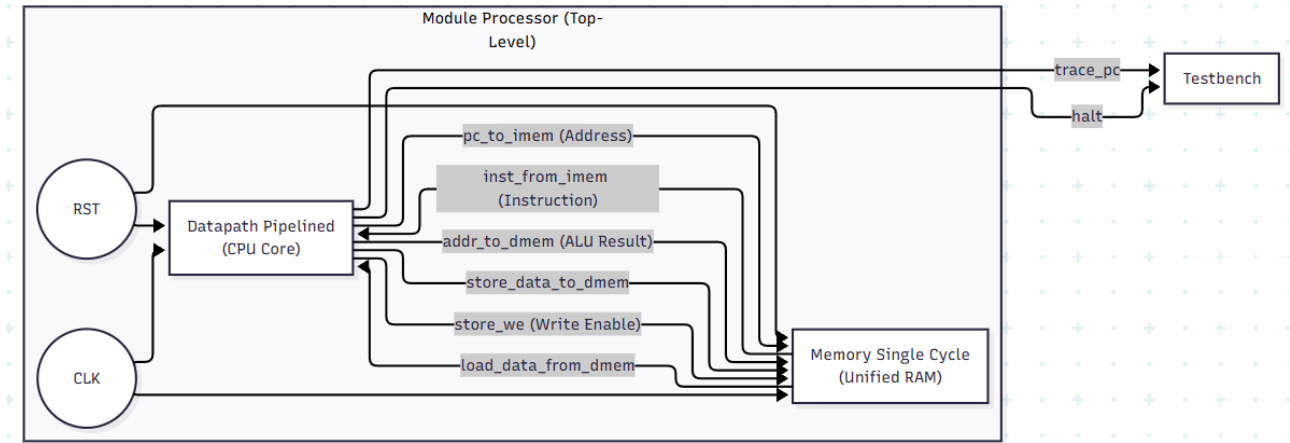 Module Processor (Top-
Level)
trace_pc
Testbench
halt
pc_to_imem (Address)
inst_from_imem
(Instruction)
RST
Datapath Pipelined
(CPU Core)
addr_to_dmem (ALU Result)
store_data_to_dmem
store_we (Write Enable)
load_data_from_dmem
Memory Single Cycle
(Unified RAM)
CLK